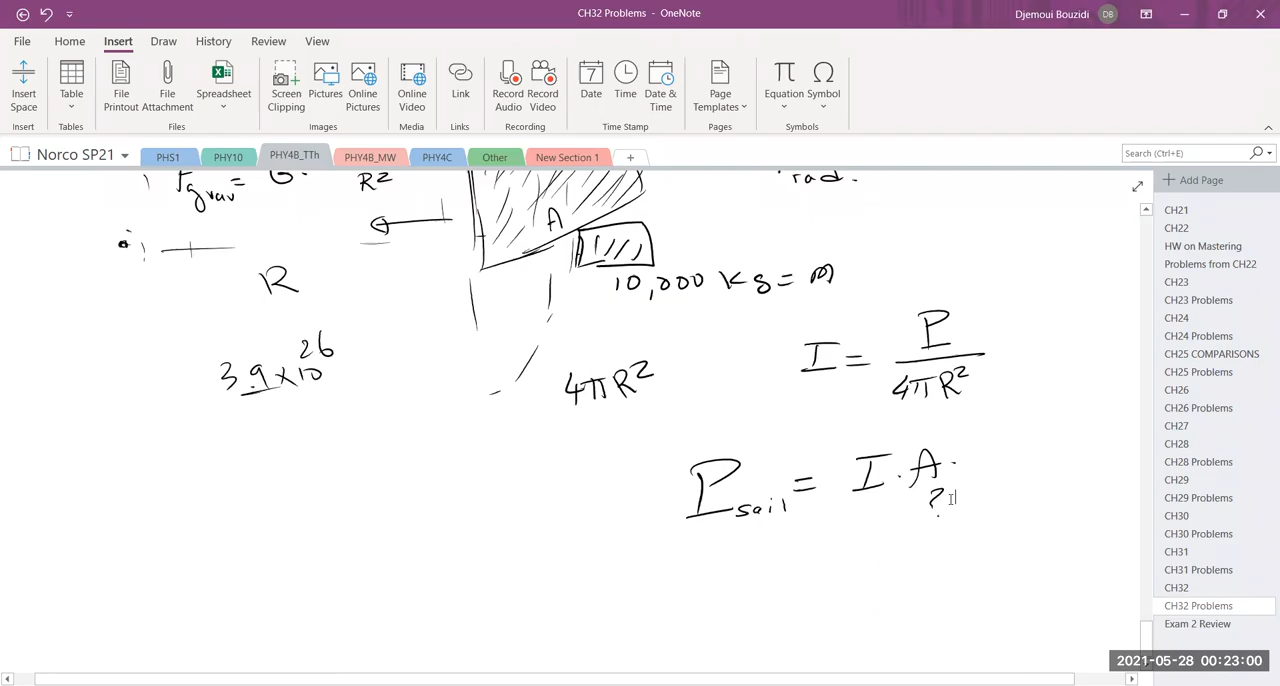 CH32 Problems - OneNote
Djemoui Bouzidi DB
File Home Insert Draw History Review View
Insert Space Table File Printout File Attachment Spreadsheet Screen Clipping Pictures Online Pictures Online Video Link Record Audio Record Video Date Time Date & Time Page Templates Equation Symbol
Insert Tables Files Images Media Links Recording Time Stamp Pages Symbols
Norco SP21 PHS1 PHY10 PHY4B_TTh PHY4B_MW PHY4C Other New Section 1 +
Search (Ctrl+E)
Add Page
CH21
CH22
HW on Mastering
Problems from CH22
CH23
CH23 Problems
CH24
CH24 Problems
CH25 COMPARISONS
CH25 Problems
CH26
CH26 Problems
CH27
CH28
CH28 Problems
CH29
CH29 Problems
CH30
CH30 Problems
CH31
CH31 Problems
CH32
CH32 Problems
Exam 2 Review
Fgrav = G. R² rad.
A
R
10,000 Kg = m
3.9×10²⁶
4πR²
I = P / 4πR²
Psail = I.A.
?
2021-05-28 00:23:00